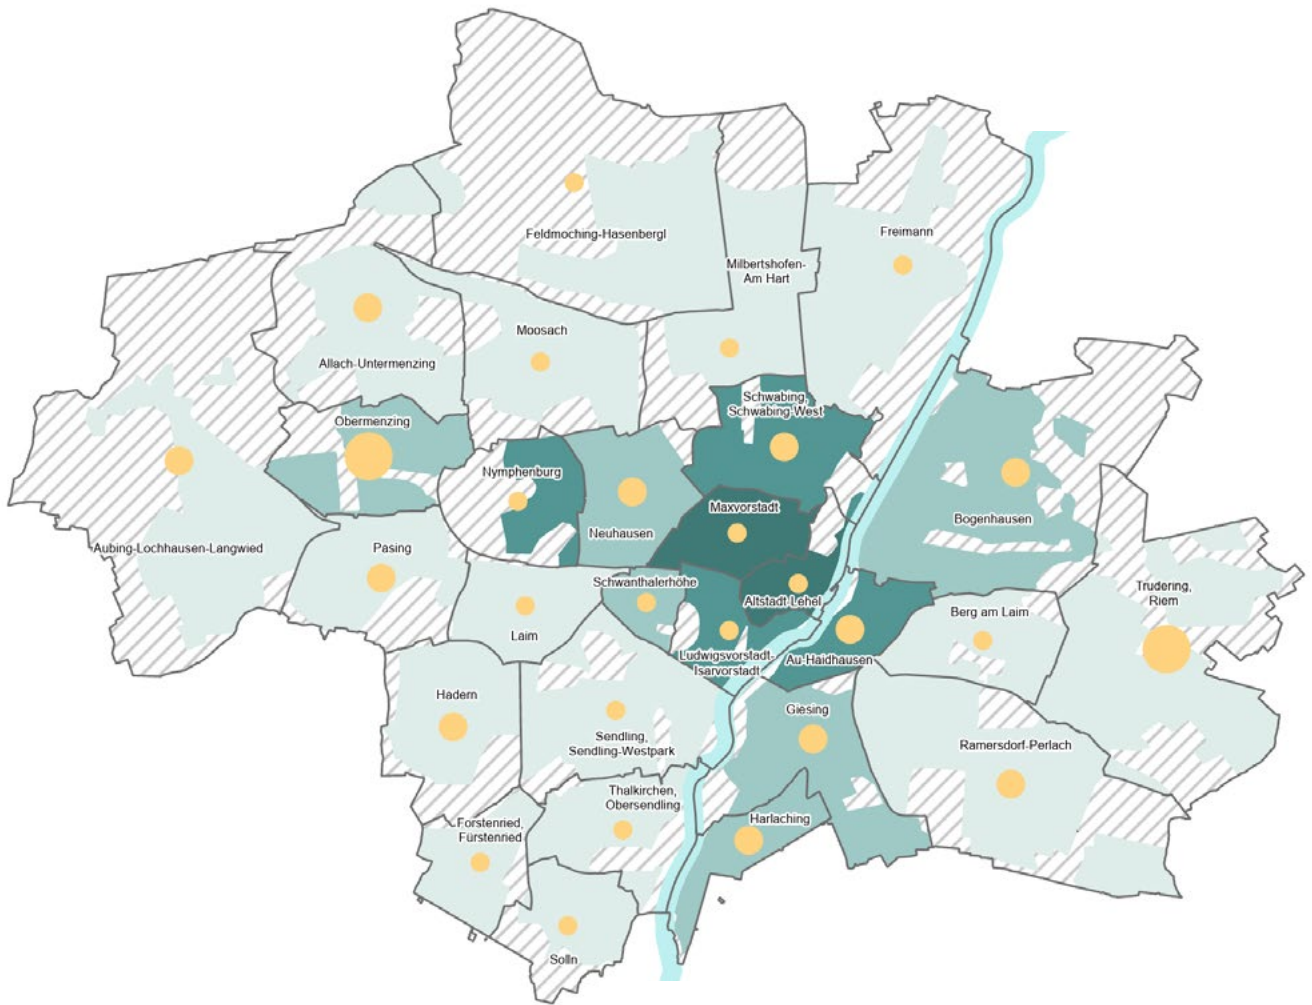 Feldmoching-Hasenbergl
Freimann
Milbertshofen-
Am Hart
Moosach
Allach-Untermenzing
Schwabing,
Schwabing-West
Obermenzing
Nymphenburg
Maxvorstadt
Neuhausen
Bogenhausen
Aubing-Lochhausen-Langwied
Pasing
Schwanthalerhöhe
Altstadt-Lehel
Trudering,
Riem
Berg am Laim
Laim
Ludwigsvorstadt-
Isarvorstadt
Au-Haidhausen
Hadern
Giesing
Sendling,
Sendling-Westpark
Ramersdorf-Perlach
Thalkirchen,
Obersendling
Harlaching
Forstenried,
Fürstenried
Solln